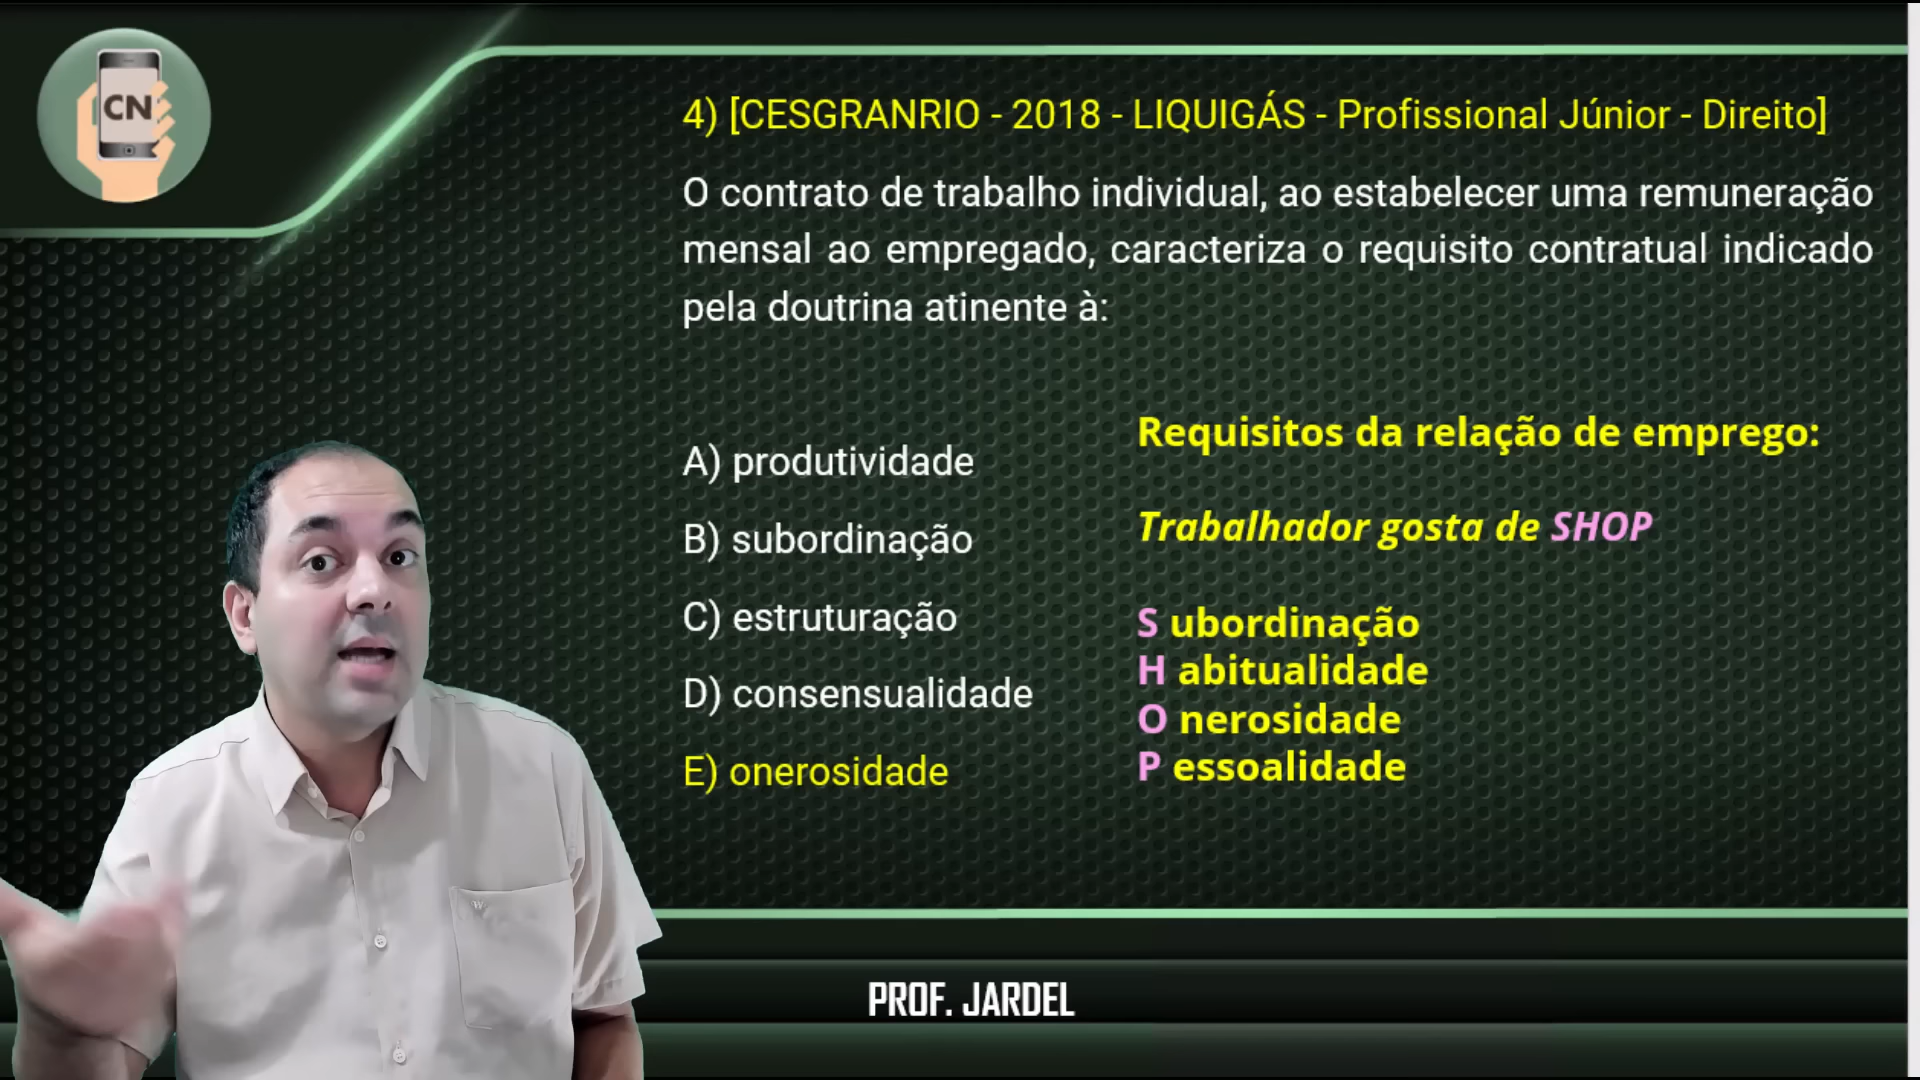 CN
4) [CESGRANRIO - 2018 - LIQUIGÁS - Profissional Júnior - Direito]
O contrato de trabalho individual, ao estabelecer uma remuneração
mensal ao empregado, caracteriza o requisito contratual indicado
pela doutrina atinente à:
A) produtividade
B) subordinação
C) estruturação
D) consensualidade
E) onerosidade
Requisitos da relação de emprego:
Trabalhador gosta de SHOP
S ubordinação
H abitualidade
O nerosidade
P essoalidade
PROF. JARDEL